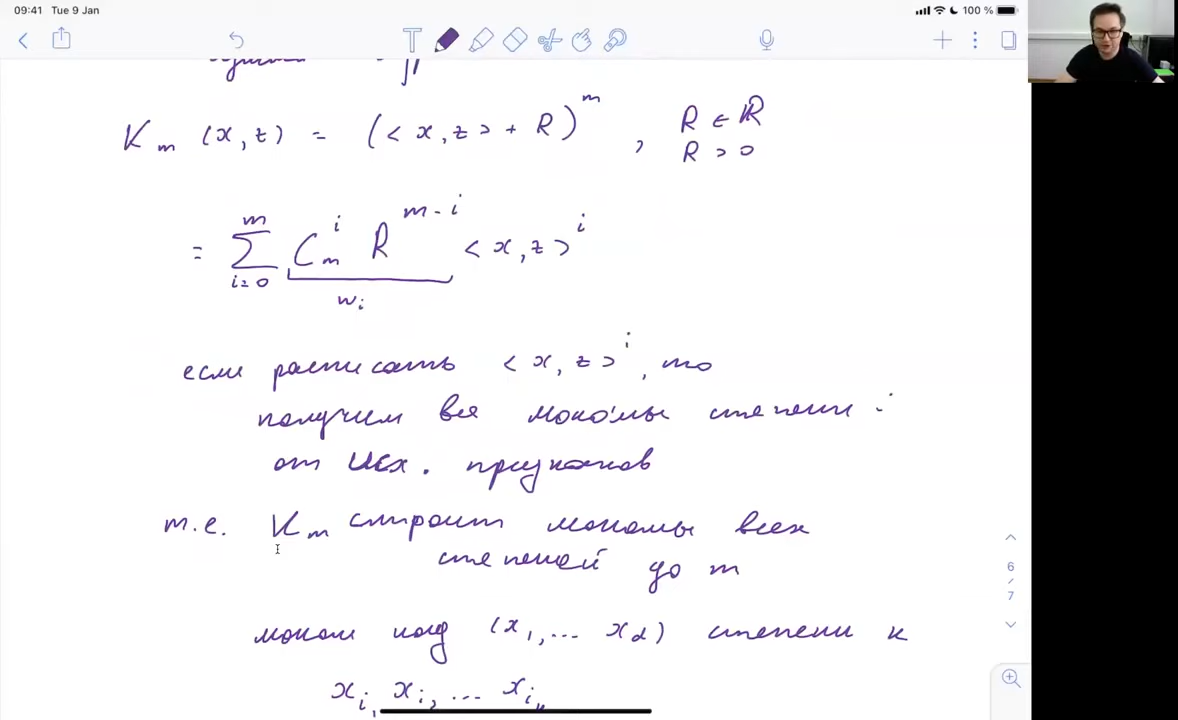 09:41 Tue 9 Jan
100 %
K_m (x, z) = (<x, z> + R)^m , R ∈ ℝ
R > 0
= ∑_{i=0}^{m} C_m^i R^{m-i} <x, z>^i
w_i
если расписать <x, z>^i, то
получим все мономы степени i
от исх. признаков
т.е. K_m строит мономы всех
степеней до m
моном над (x_1, ... x_d) степени k
x_{i_1} x_{i_2} ... x_{i_k}
6
/
7